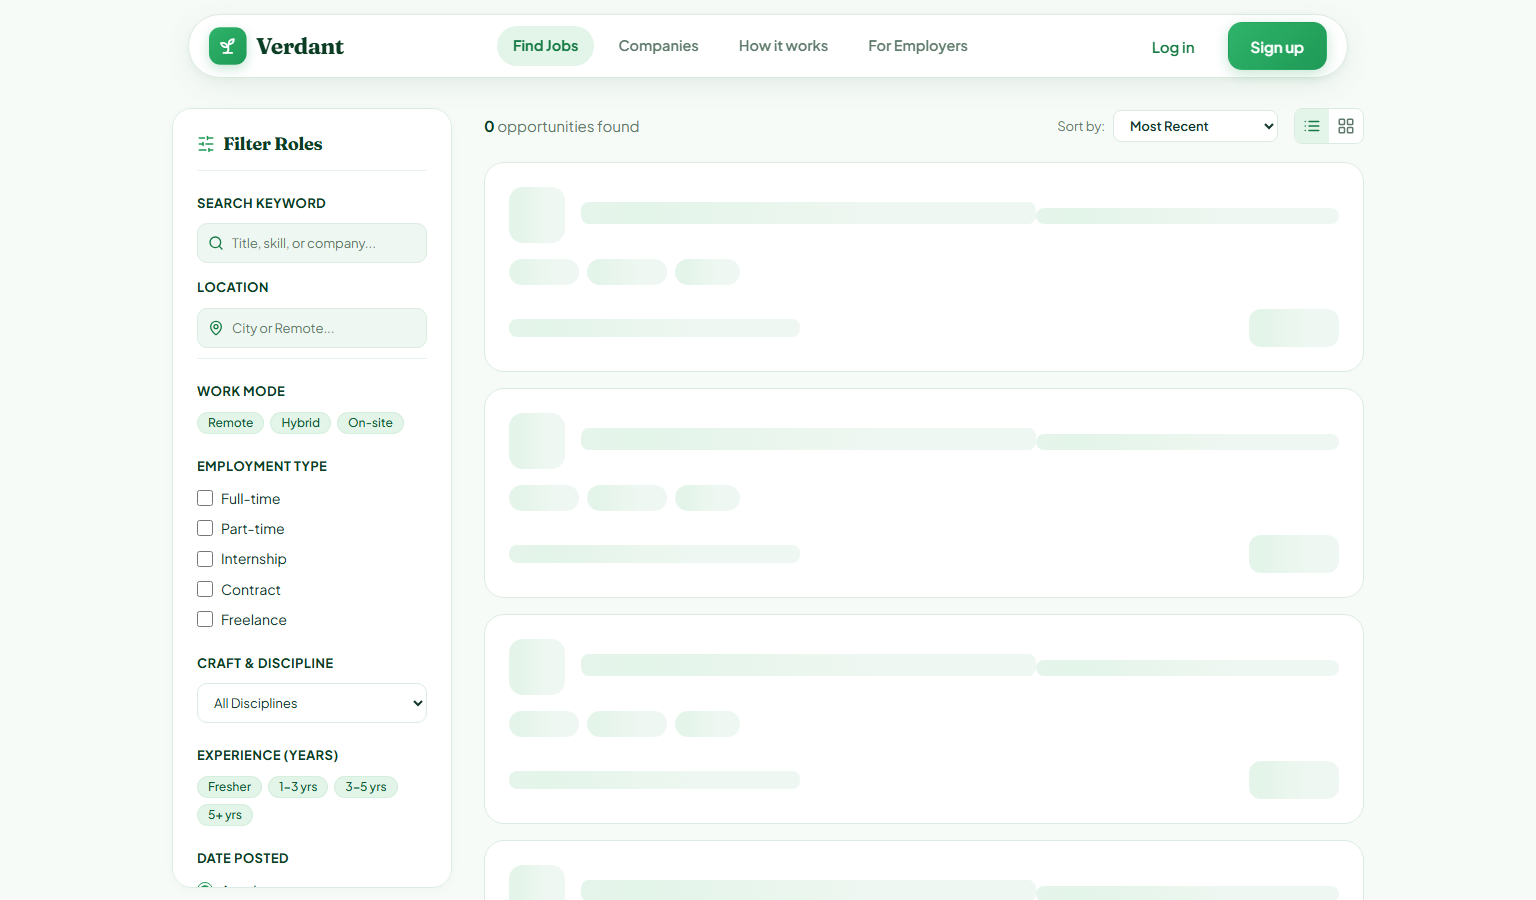 Verdant
Find Jobs
Companies
How it works
For Employers
Log in
Sign up
Filter Roles
SEARCH KEYWORD
Title, skill, or company...
LOCATION
City or Remote...
WORK MODE
Remote
Hybrid
On-site
EMPLOYMENT TYPE
Full-time
Part-time
Internship
Contract
Freelance
CRAFT & DISCIPLINE
All Disciplines
EXPERIENCE (YEARS)
Fresher
1-3 yrs
3-5 yrs
5+ yrs
DATE POSTED
0 opportunities found
Sort by:
Most Recent